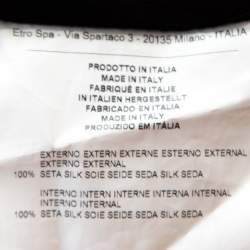 Etro Spa - Via Spartaco 3 - 20135 Milano - ITALIA
PRODOTTO IN ITALIA
MADE IN ITALY
FABRIQUÉ EN ITALIE
IN ITALIEN HERGESTELLT
FABRICADO EN ITALIA
MADE IN ITALY
PRODUZIDO EM ITÁLIA
EXTERNO EXTERN EXTERNE ESTERNO EXTERNAL
EXTERNO EXTERNAL
100% SETA SILK SOIE SEIDE SEDA SILK SEDA
INTERNO INTERN INTERNE INTERNA INTERNAL
INTERNO INTERNAL
100% SETA SILK SOIE SEIDE SEDA SILK SEDA